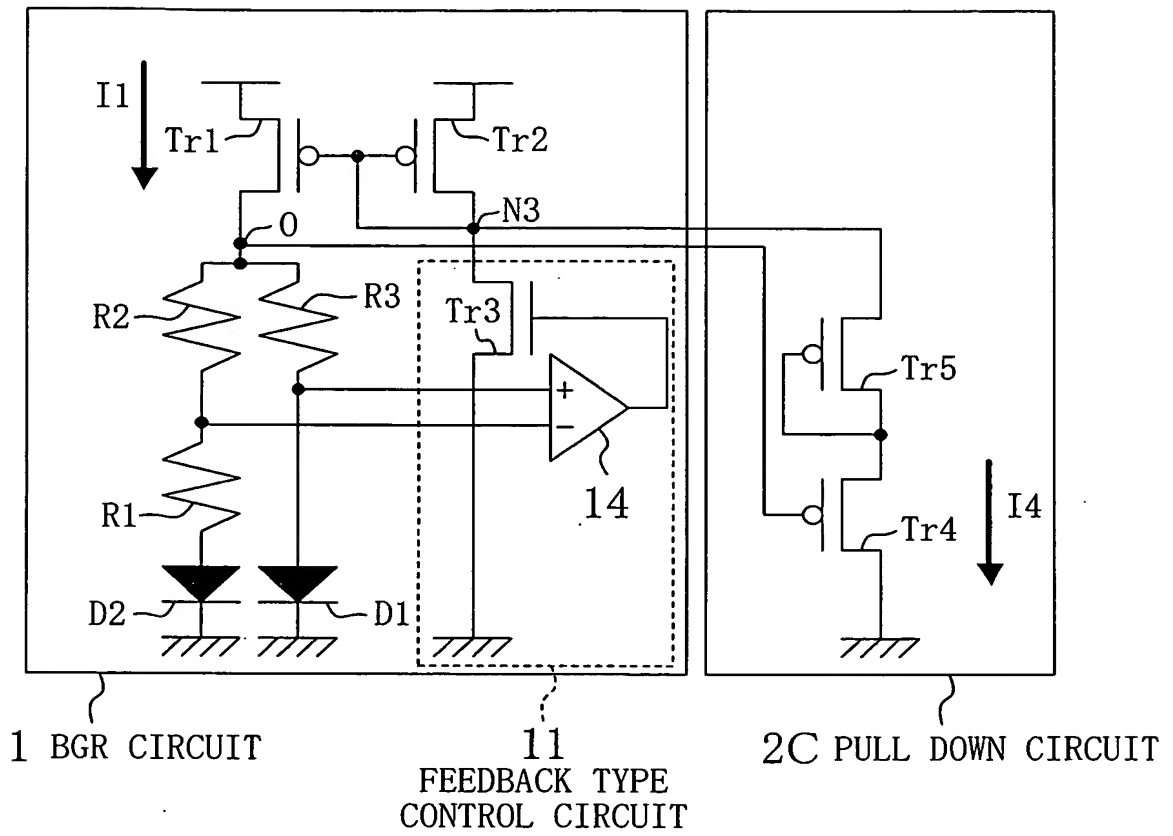 I1
Tr1
Tr2
O
N3
R2
R3
Tr3
+
−
14
R1
D2
D1
Tr5
Tr4
I4
1 BGR CIRCUIT
11
FEEDBACK TYPE
CONTROL CIRCUIT
2C PULL DOWN CIRCUIT